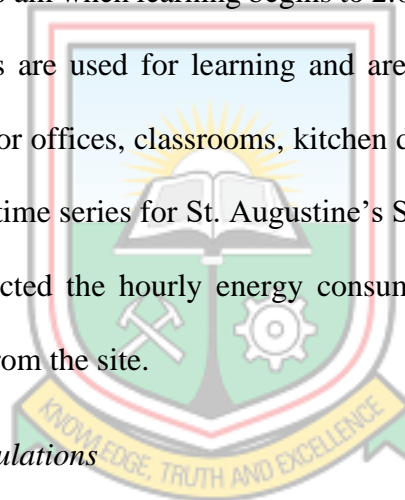 am when learning begins to 2.
s are used for learning and are
or offices, classrooms, kitchen d
time series for St. Augustine's S
cted the hourly energy consum
rom the site.
ulations
KNOWLEDGE, TRUTH AND EXCELLENCE